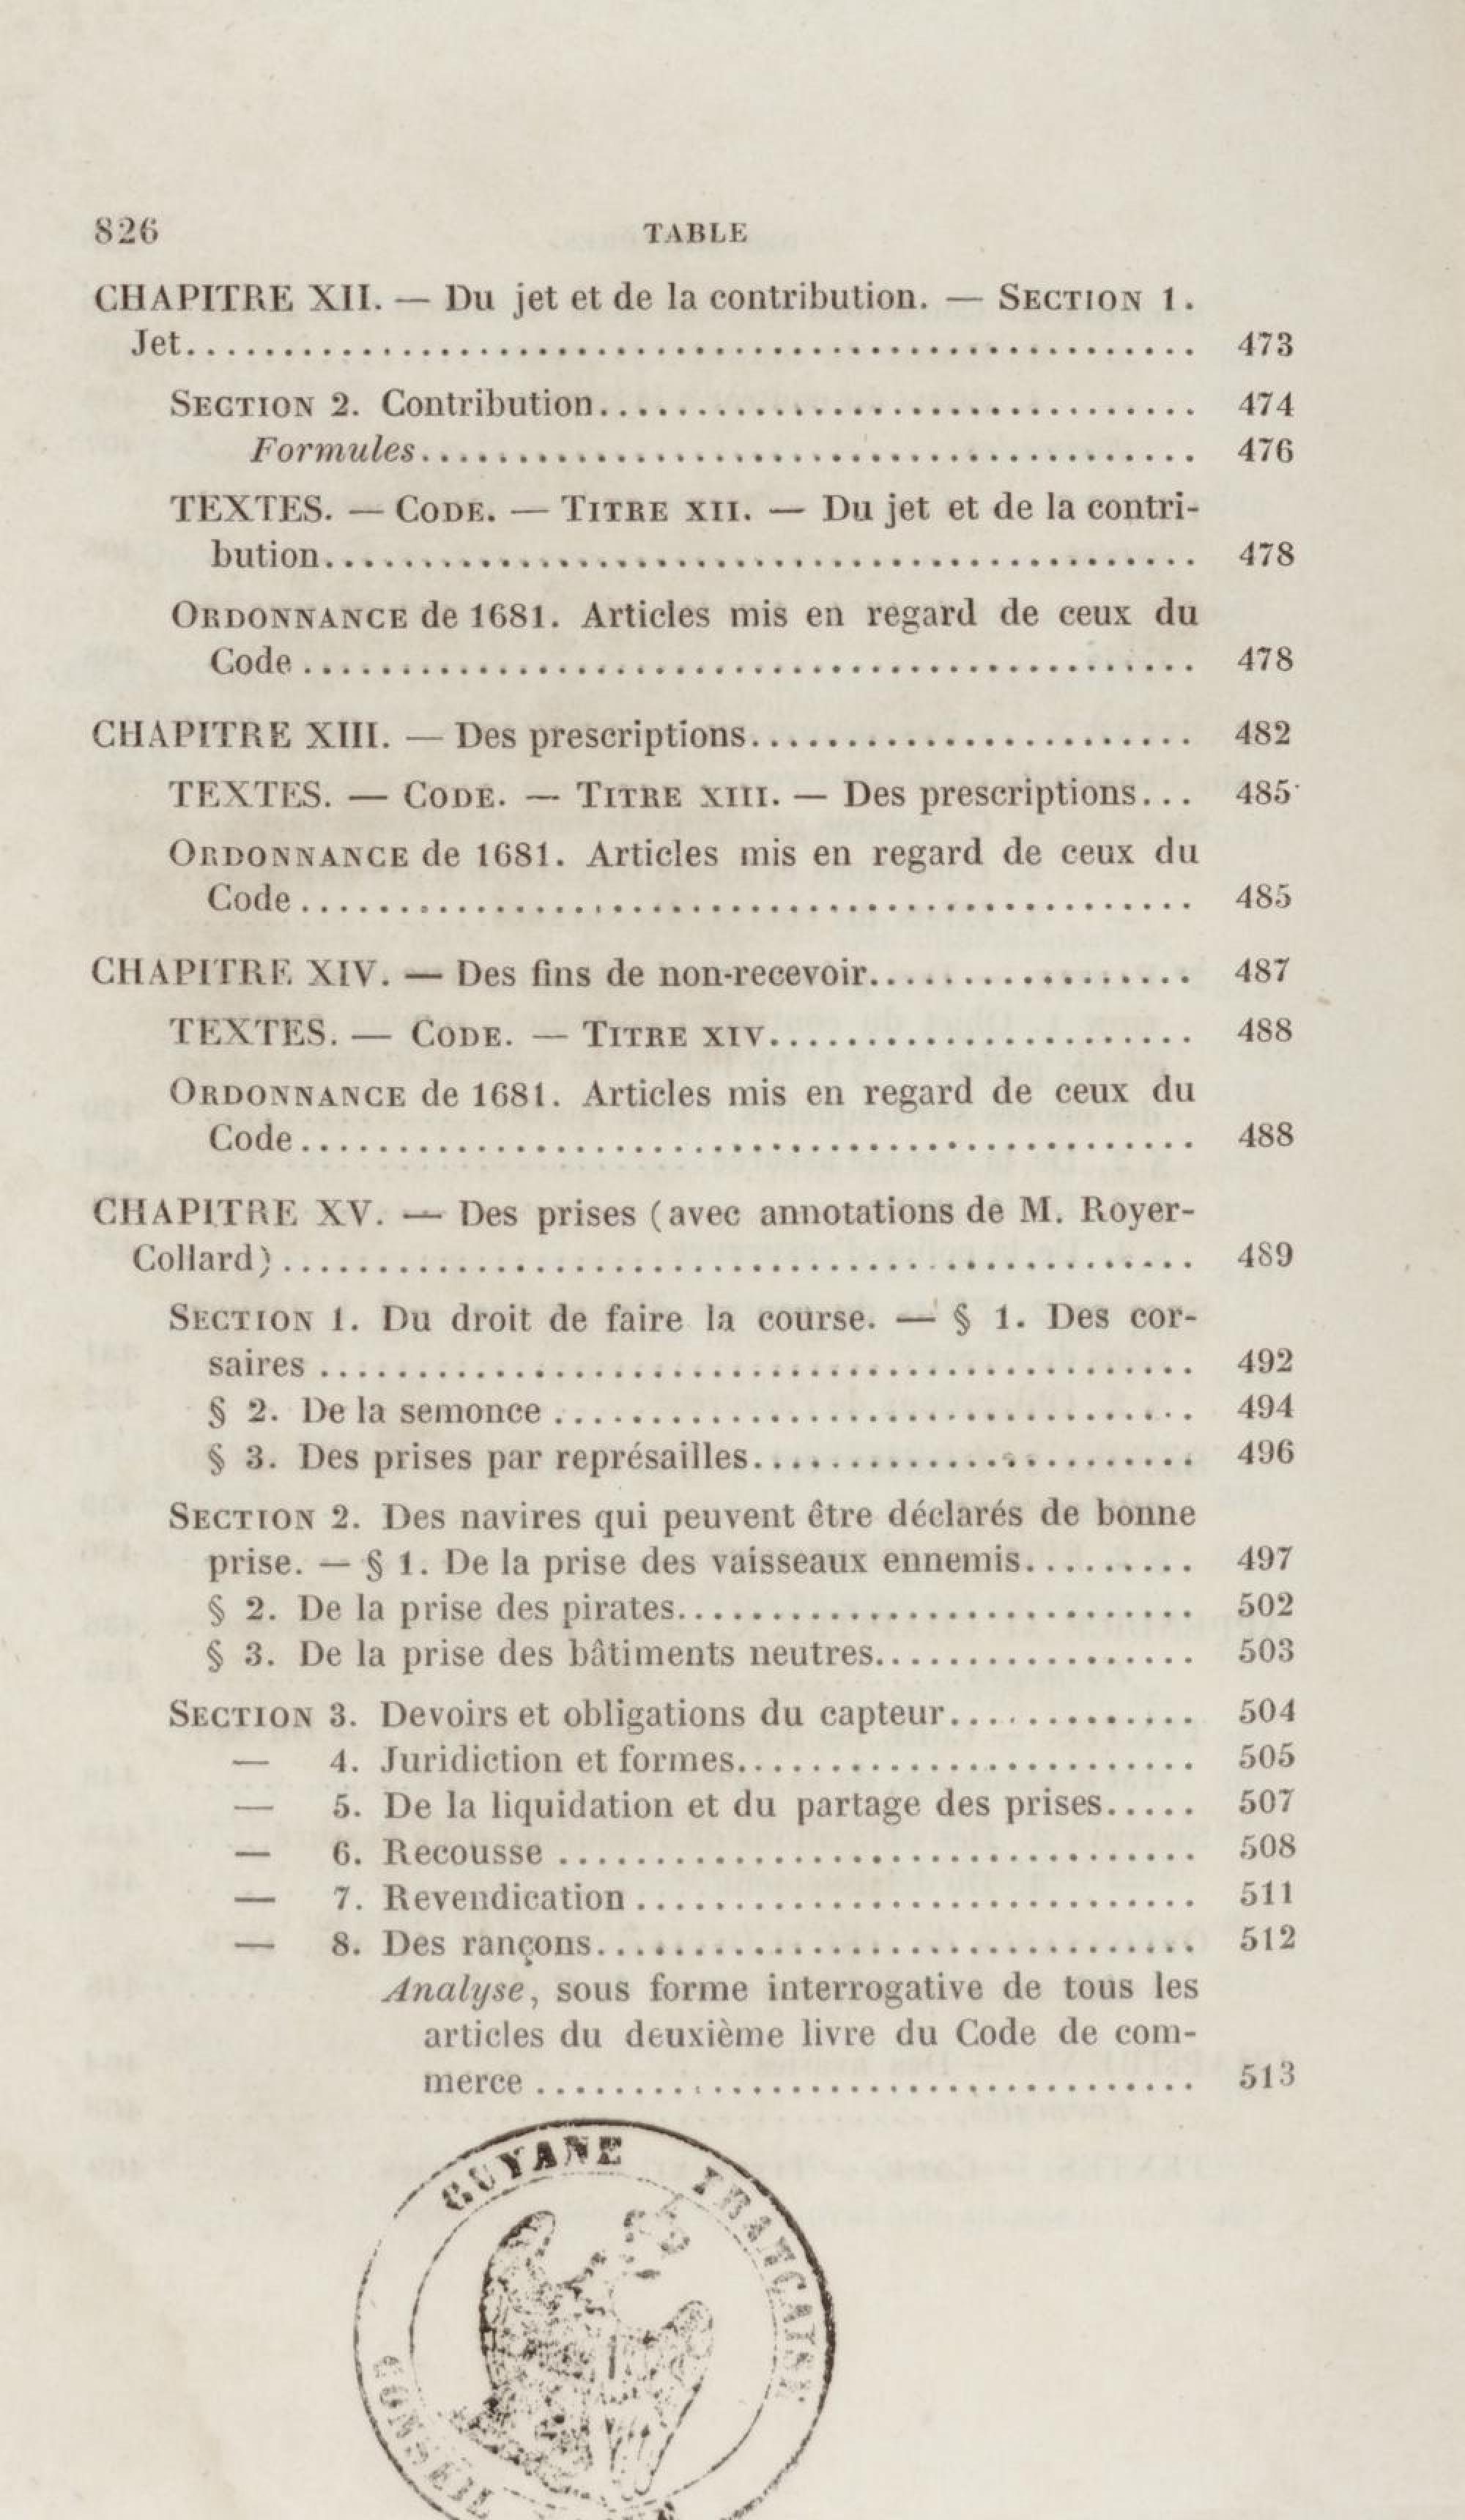 826 TABLE
CHAPITRE XII. — Du jet et de la contribution. — SECTION 1.
Jet.................................................... 473
SECTION 2. Contribution............................... 474
Formules........................................ 476
TEXTES. — CODE. — TITRE XII. — Du jet et de la contri-
bution............................................. 478
ORDONNANCE de 1681. Articles mis en regard de ceux du
Code .............................................. 478
CHAPITRE XIII. — Des prescriptions....................... 482
TEXTES. — CODE. — TITRE XIII. — Des prescriptions... 485
ORDONNANCE de 1681. Articles mis en regard de ceux du
Code .............................................. 485
CHAPITRE XIV. — Des fins de non-recevoir................. 487
TEXTES. — CODE. — TITRE XIV...................... 488
ORDONNANCE de 1681. Articles mis en regard de ceux du
Code .............................................. 488
CHAPITRE XV. — Des prises (avec annotations de M. Royer-
Collard) ............................................... 489
SECTION 1. Du droit de faire la course. — § 1. Des cor-
saires ............................................. 492
§ 2. De la semonce ................................. 494
§ 3. Des prises par représailles....................... 496
SECTION 2. Des navires qui peuvent être déclarés de bonne
prise. — § 1. De la prise des vaisseaux ennemis......... 497
§ 2. De la prise des pirates........................... 502
§ 3. De la prise des bâtiments neutres................. 503
SECTION 3. Devoirs et obligations du capteur............. 504
— 4. Juridiction et formes........................ 505
— 5. De la liquidation et du partage des prises..... 507
— 6. Recousse ................................. 508
— 7. Revendication ............................. 511
— 8. Des rançons............................... 512
Analyse, sous forme interrogative de tous les
articles du deuxième livre du Code de com-
merce .................................. 513
GUYANE FRANÇAISE
CONSEIL